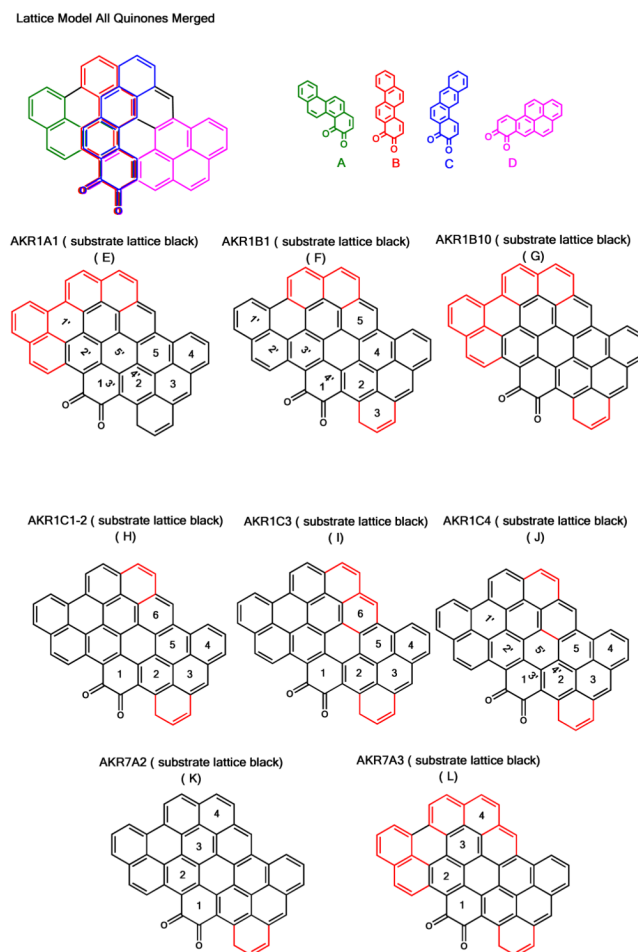 Lattice Model All Quinones Merged
O
O
O
O
A
O
O
B
O
O
C
O
O
D
AKR1A1 ( substrate lattice black)
( E)
1'
2'
5'
5
4
1
3'
4'
2
3
O
O
AKR1B1 ( substrate lattice black)
( F)
1'
5
2'
3'
4
4'
1
2
3
O
O
AKR1B10 ( substrate lattice black)
( G)
O
O
AKR1C1-2 ( substrate lattice black)
( H)
6
5
4
1
2
3
O
O
AKR1C3 ( substrate lattice black)
( I)
6
5
4
1
2
3
O
O
AKR1C4 ( substrate lattice black)
( J)
1'
2'
5'
5
4
1
3'
4'
2
3
O
O
AKR7A2 ( substrate lattice black)
( K)
4
3
2
1
O
O
AKR7A3 ( substrate lattice black)
( L)
4
3
2
1
O
O